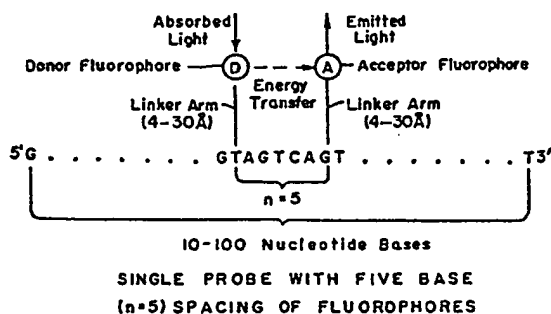 Absorbed Light
Emitted Light
Donor Fluorophore D Energy Transfer A Acceptor Fluorophore
Linker Arm (4-30Å)
Linker Arm (4-30Å)
5'G . . . . . . . . GTAGTCAGT . . . . . . . . T3'
n = 5
10-100 Nucleotide Bases
SINGLE PROBE WITH FIVE BASE
(n=5) SPACING OF FLUOROPHORES